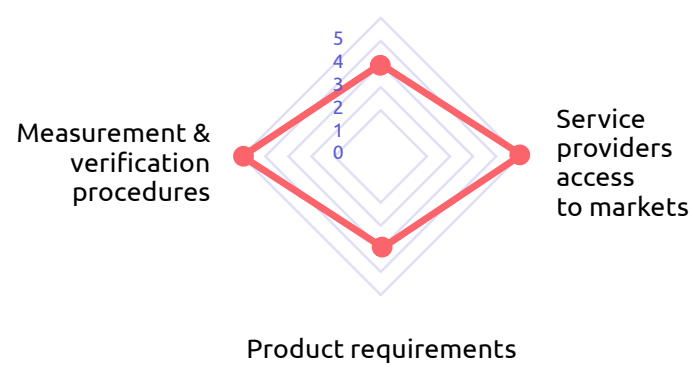 5
4
3
2
1
0
Measurement &
verification
procedures
Service
providers
access
to markets
Product requirements